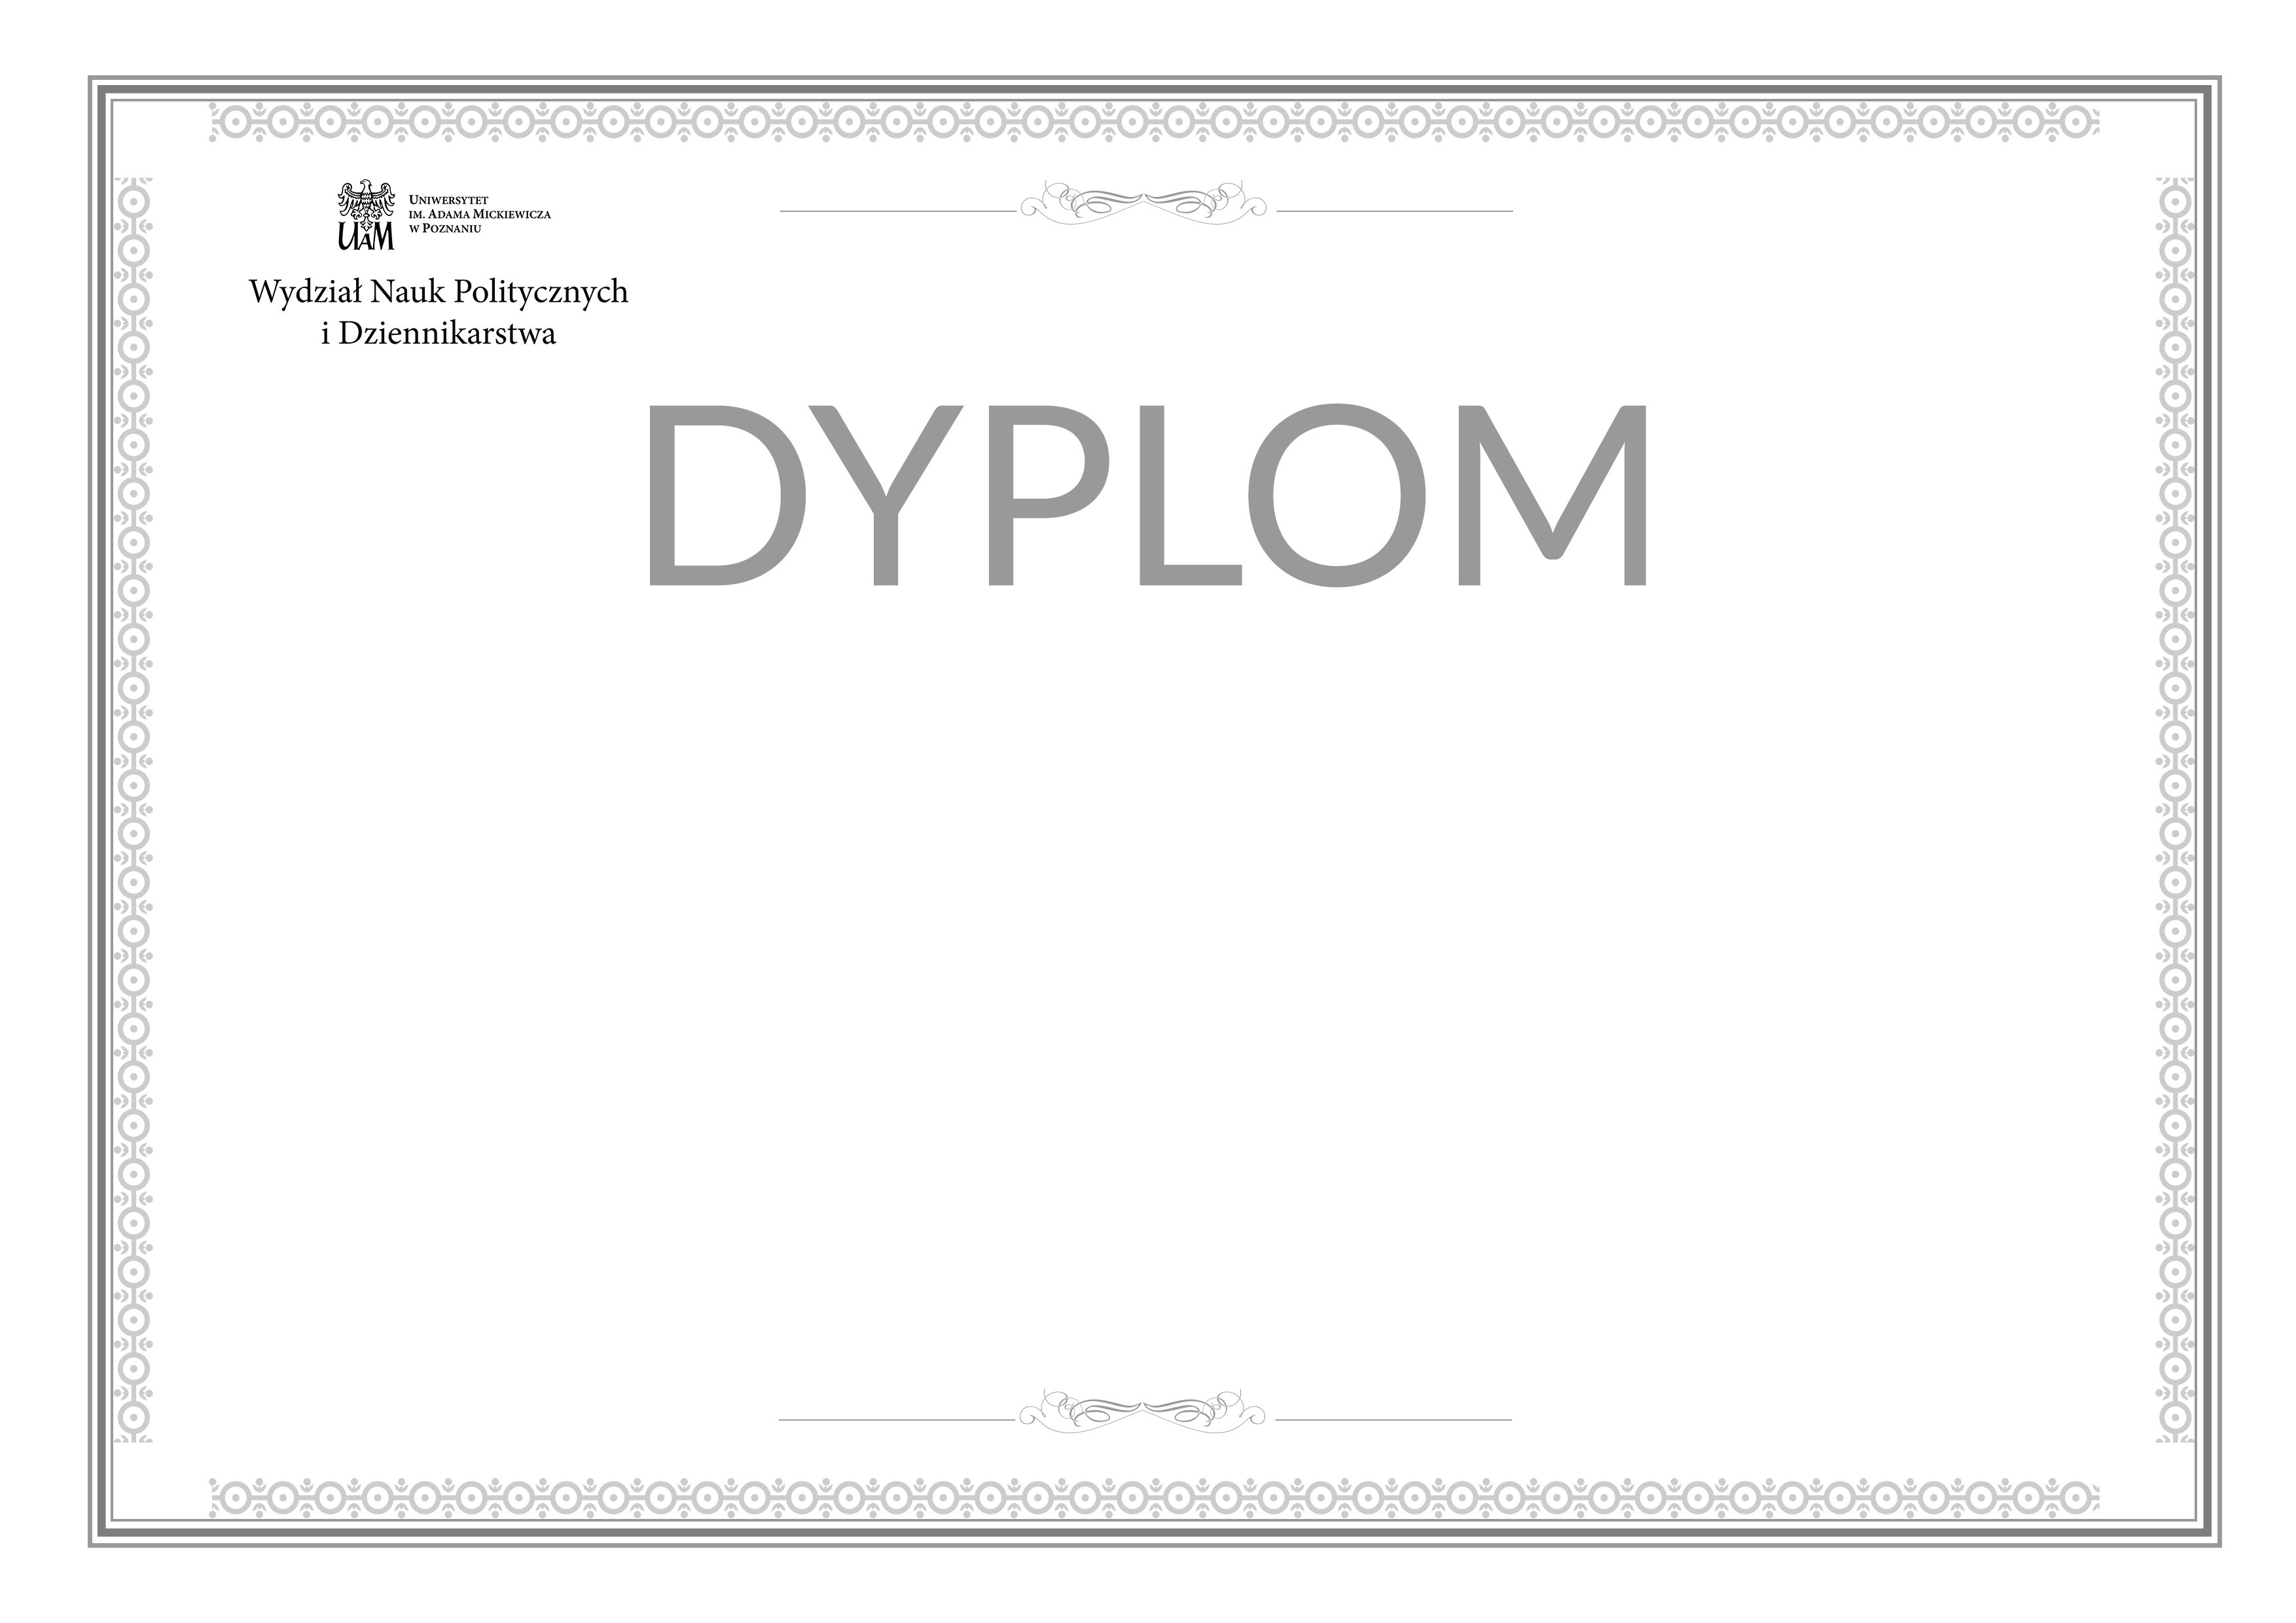 UAM
UNIWERSYTET
IM. ADAMA MICKIEWICZA
W POZNANIU
Wydział Nauk Politycznych
i Dziennikarstwa
DYPLOM